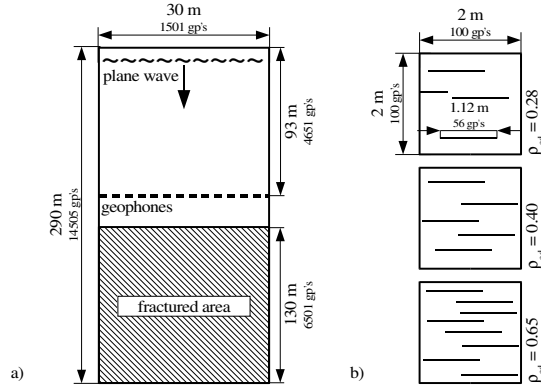 30 m
1501 gp's
plane wave
93 m
4651 gp's
290 m
14505 gp's
geophones
fractured area
130 m
6501 gp's
a)
2 m
100 gp's
2 m
100 gp's
1.12 m
56 gp's
= 0.28
= 0.40
= 0.65
b)